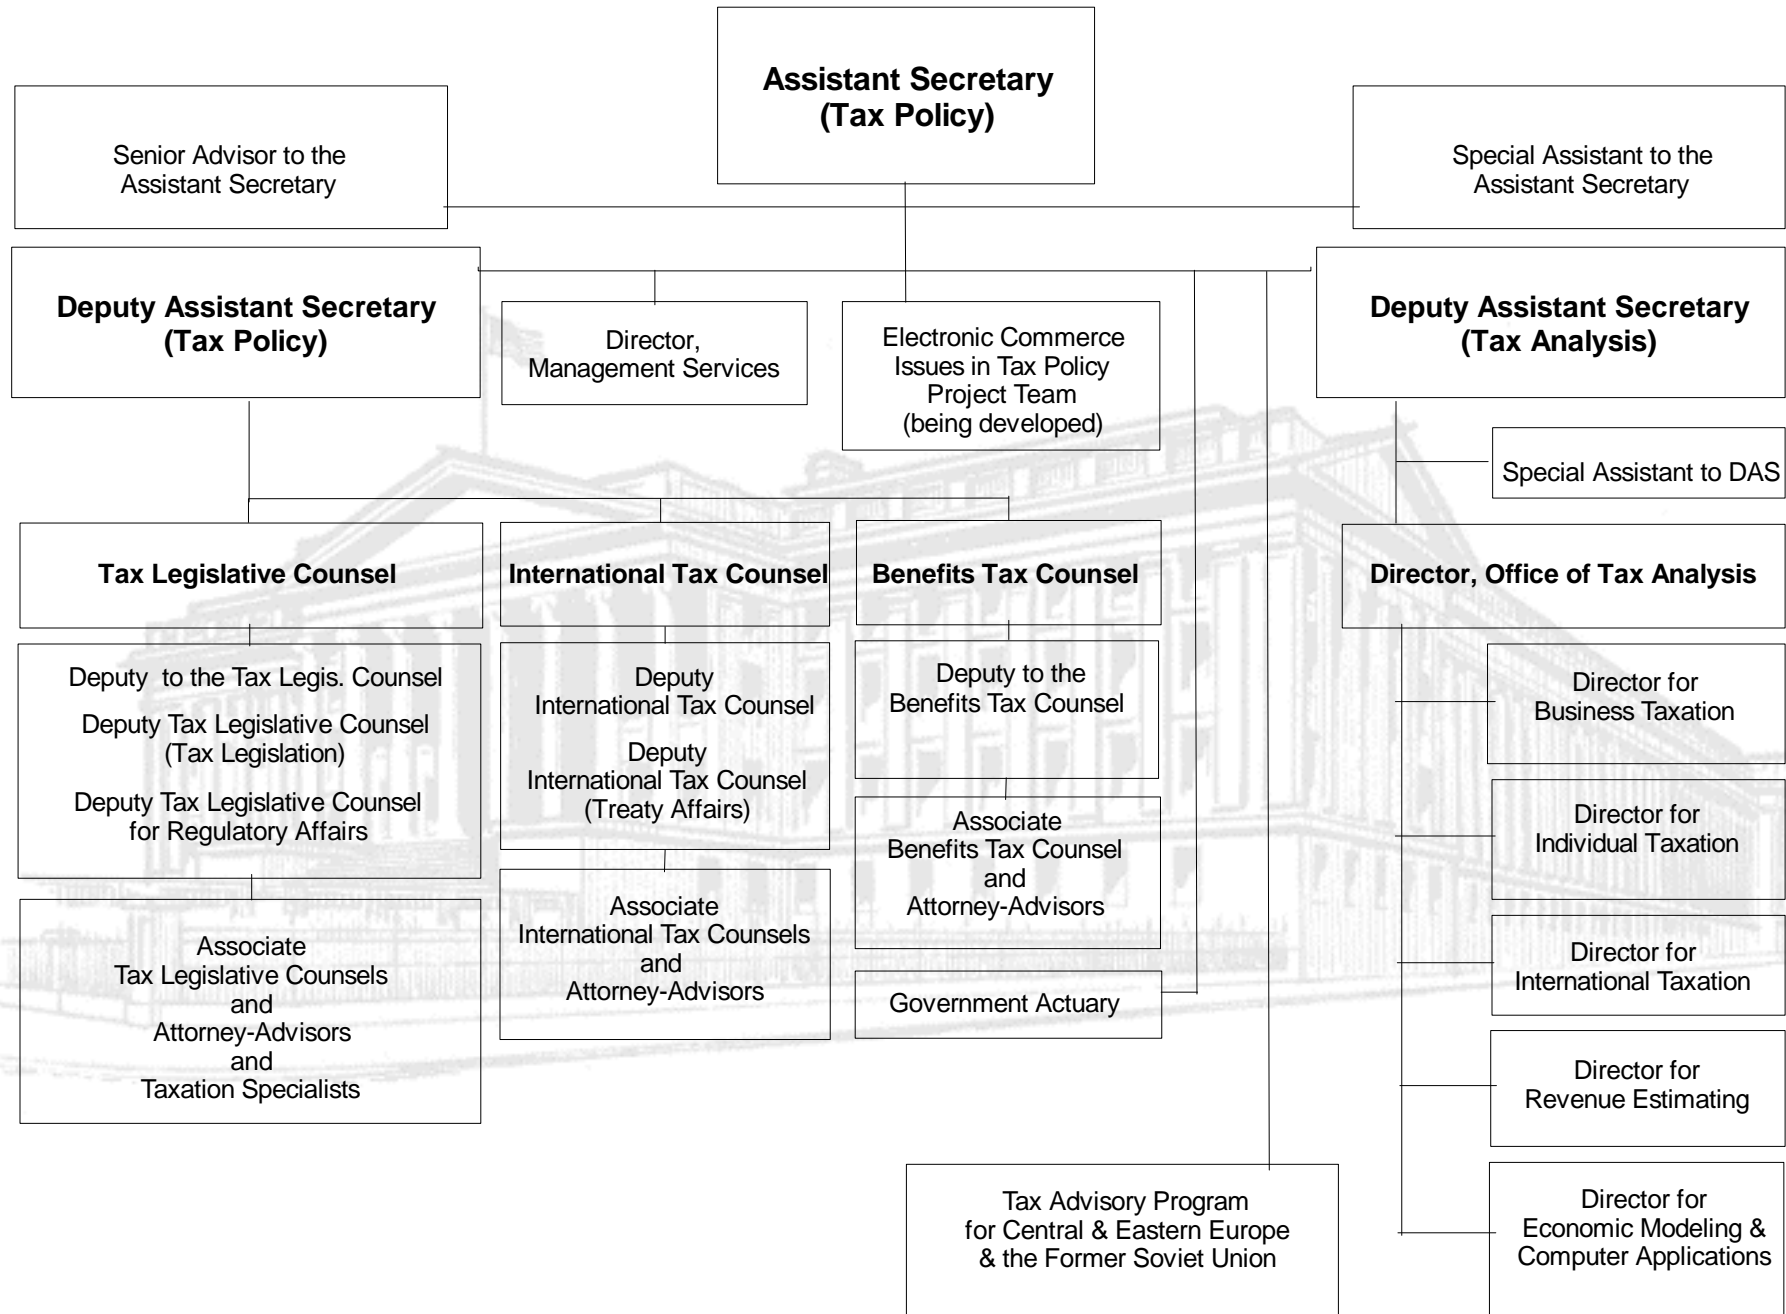 Assistant Secretary
(Tax Policy)
Senior Advisor to the
Assistant Secretary
Special Assistant to the
Assistant Secretary
Deputy Assistant Secretary
(Tax Policy)
Director,
Management Services
Electronic Commerce
Issues in Tax Policy
Project Team
(being developed)
Deputy Assistant Secretary
(Tax Analysis)
Special Assistant to DAS
Tax Legislative Counsel
International Tax Counsel
Benefits Tax Counsel
Director, Office of Tax Analysis
Deputy to the Tax Legis. Counsel
Deputy Tax Legislative Counsel
(Tax Legislation)
Deputy Tax Legislative Counsel
for Regulatory Affairs
Deputy
International Tax Counsel
Deputy
International Tax Counsel
(Treaty Affairs)
Deputy to the
Benefits Tax Counsel
Director for
Business Taxation
Associate
Benefits Tax Counsel
and
Attorney-Advisors
Director for
Individual Taxation
Associate
Tax Legislative Counsels
and
Attorney-Advisors
and
Taxation Specialists
Associate
International Tax Counsels
and
Attorney-Advisors
Government Actuary
Director for
International Taxation
Director for
Revenue Estimating
Tax Advisory Program
for Central & Eastern Europe
& the Former Soviet Union
Director for
Economic Modeling &
Computer Applications